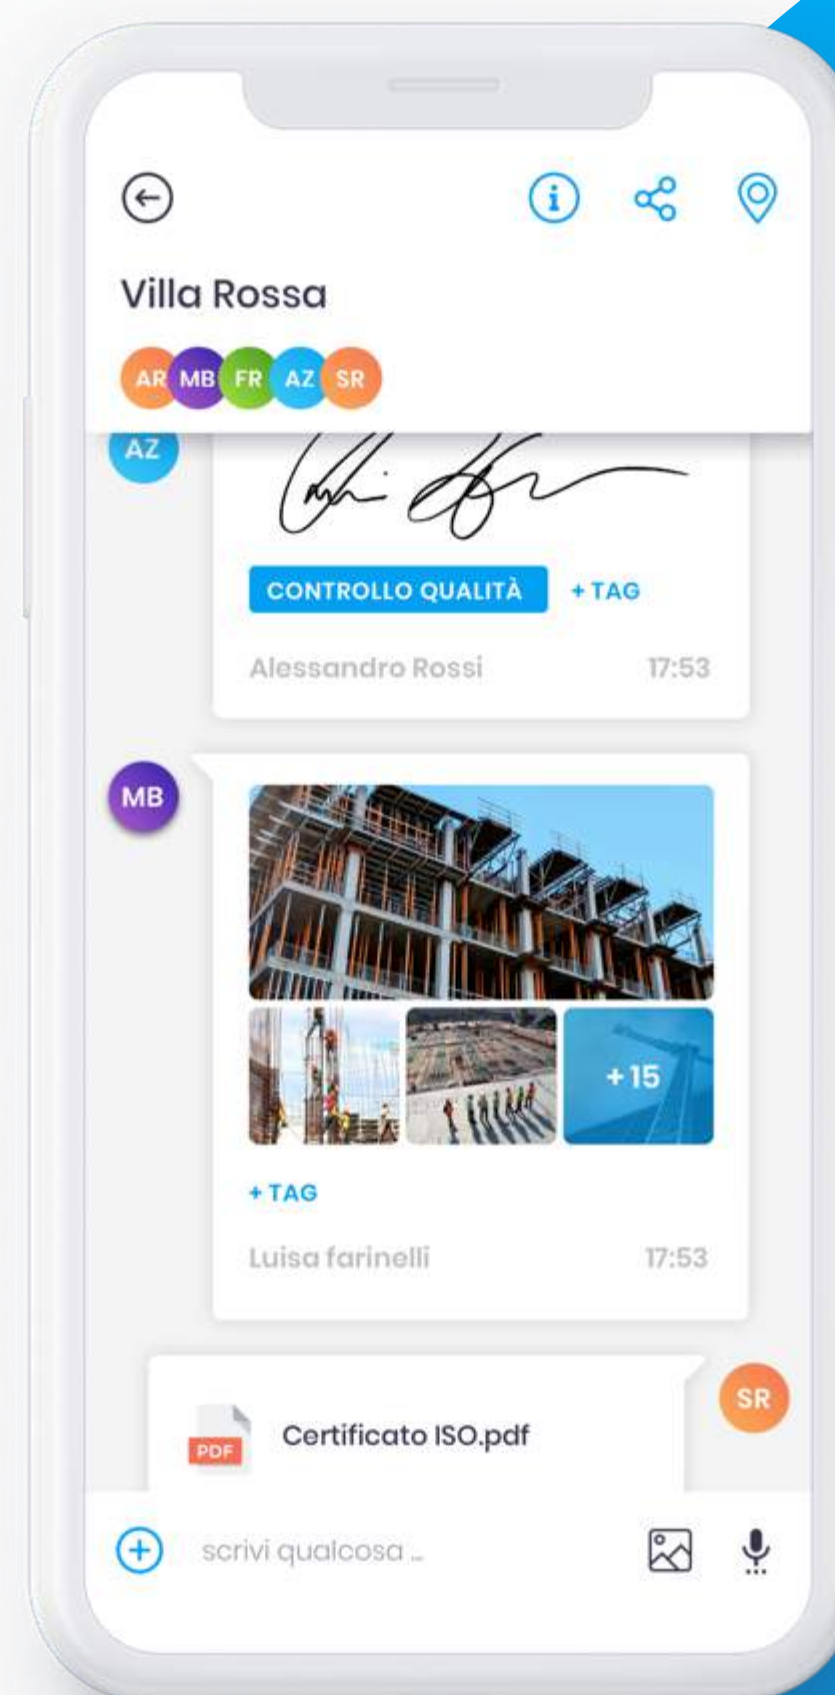 Villa Rossa
AR MB FR AZ SR
AZ
CONTROLLO QUALITÀ + TAG
Alessandro Rossi 17:53
MB
+ 15
+ TAG
Luisa farinelli 17:53
SR
PDF Certificato ISO.pdf
scrivi qualcosa ...